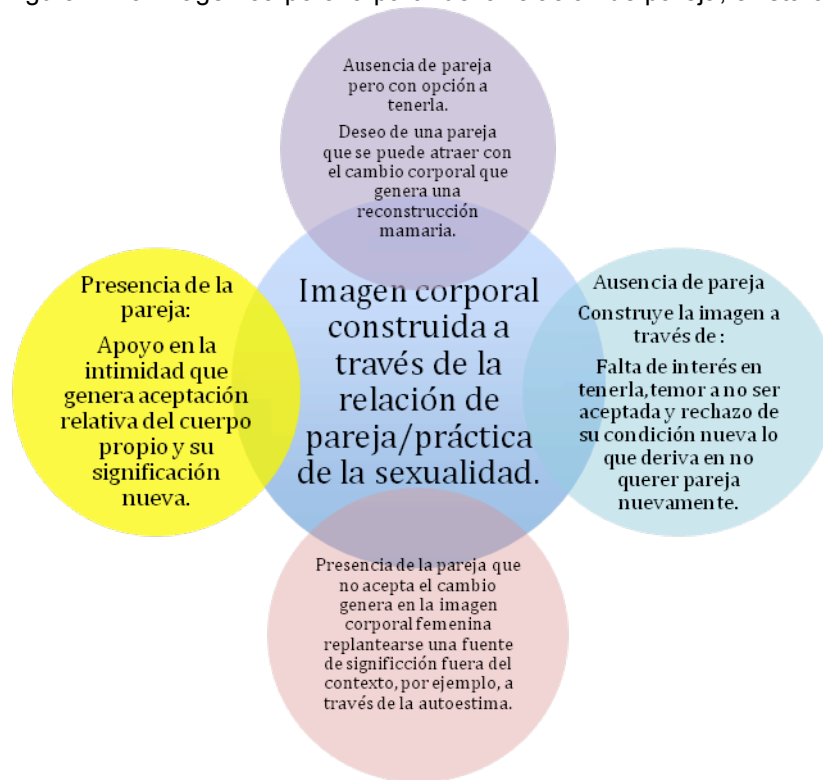 Ausencia de pareja
pero con opción a
tenerla.
Deseo de una pareja
que se puede atraer con
el cambio corporal que
genera una
reconstrucción
mamaria.
Presencia de la
pareja:
Apoyo en la
intimidad que
genera aceptación
relativa del cuerpo
propio y su
significación
nueva.
Imagen corporal
construida a
través de la
relación de
pareja/práctica
de la sexualidad.
Ausencia de pareja
Construye la imagen a
través de :
Falta de interés en
tenerla, temor a no ser
aceptada y rechazo de
su condición nueva lo
que deriva en no
querer pareja
nuevamente.
Presencia de la pareja que
no acepta el cambio
genera en la imagen
corporal femenina
replantearse una fuente
de significción fuera del
contexto, por ejemplo, a
través de la autoestima.